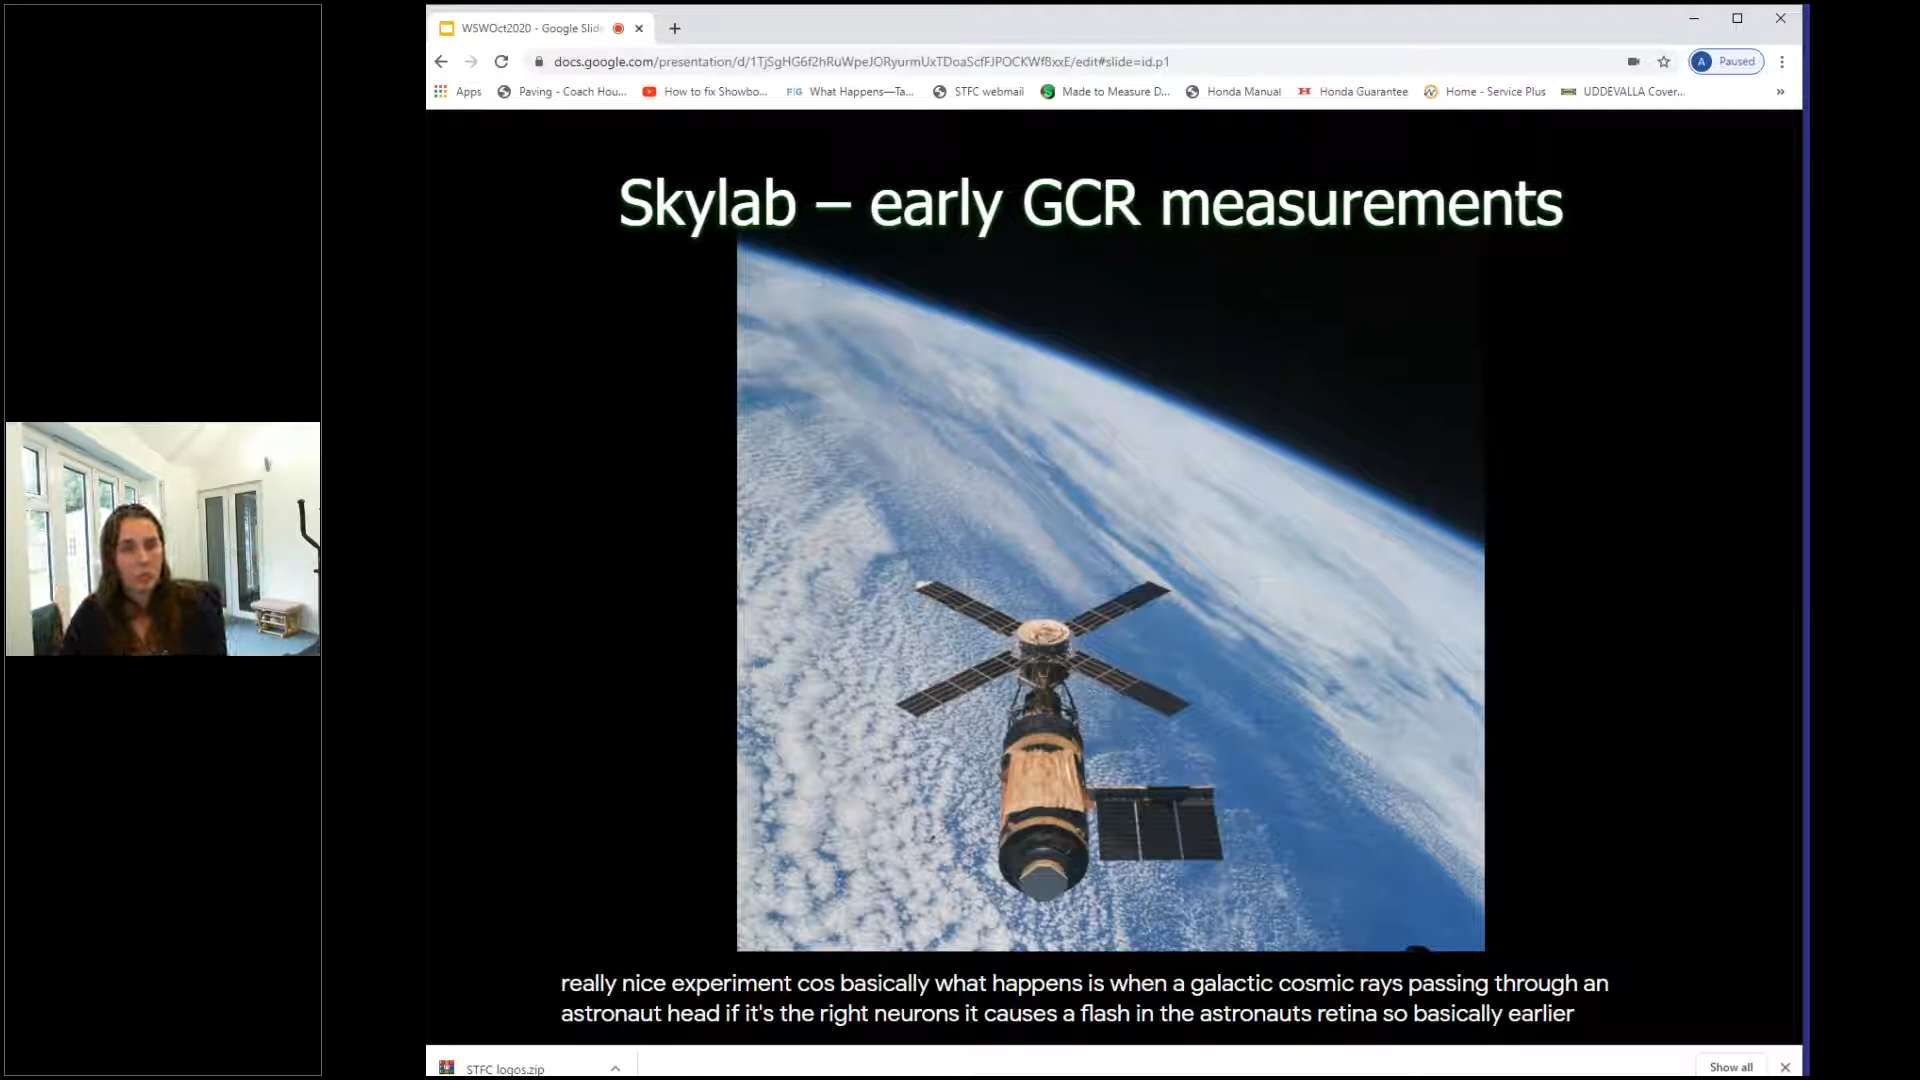 WSWOct2020 - Google Slid
docs.google.com/presentation/d/1TjSgHG6f2hRuWpeJORyurmUxTDoaScfFJPOCKWf8xxE/edit#slide=id.p1
A Paused
Apps Paving - Coach Hou... How to fix Showbo... F|G What Happens—Ta... STFC webmail Made to Measure D... Honda Manual Honda Guarantee Home - Service Plus UDDEVALLA Cover... »
Skylab – early GCR measurements
really nice experiment cos basically what happens is when a galactic cosmic rays passing through an
astronaut head if it's the right neurons it causes a flash in the astronauts retina so basically earlier
STFC logos.zip
Show all